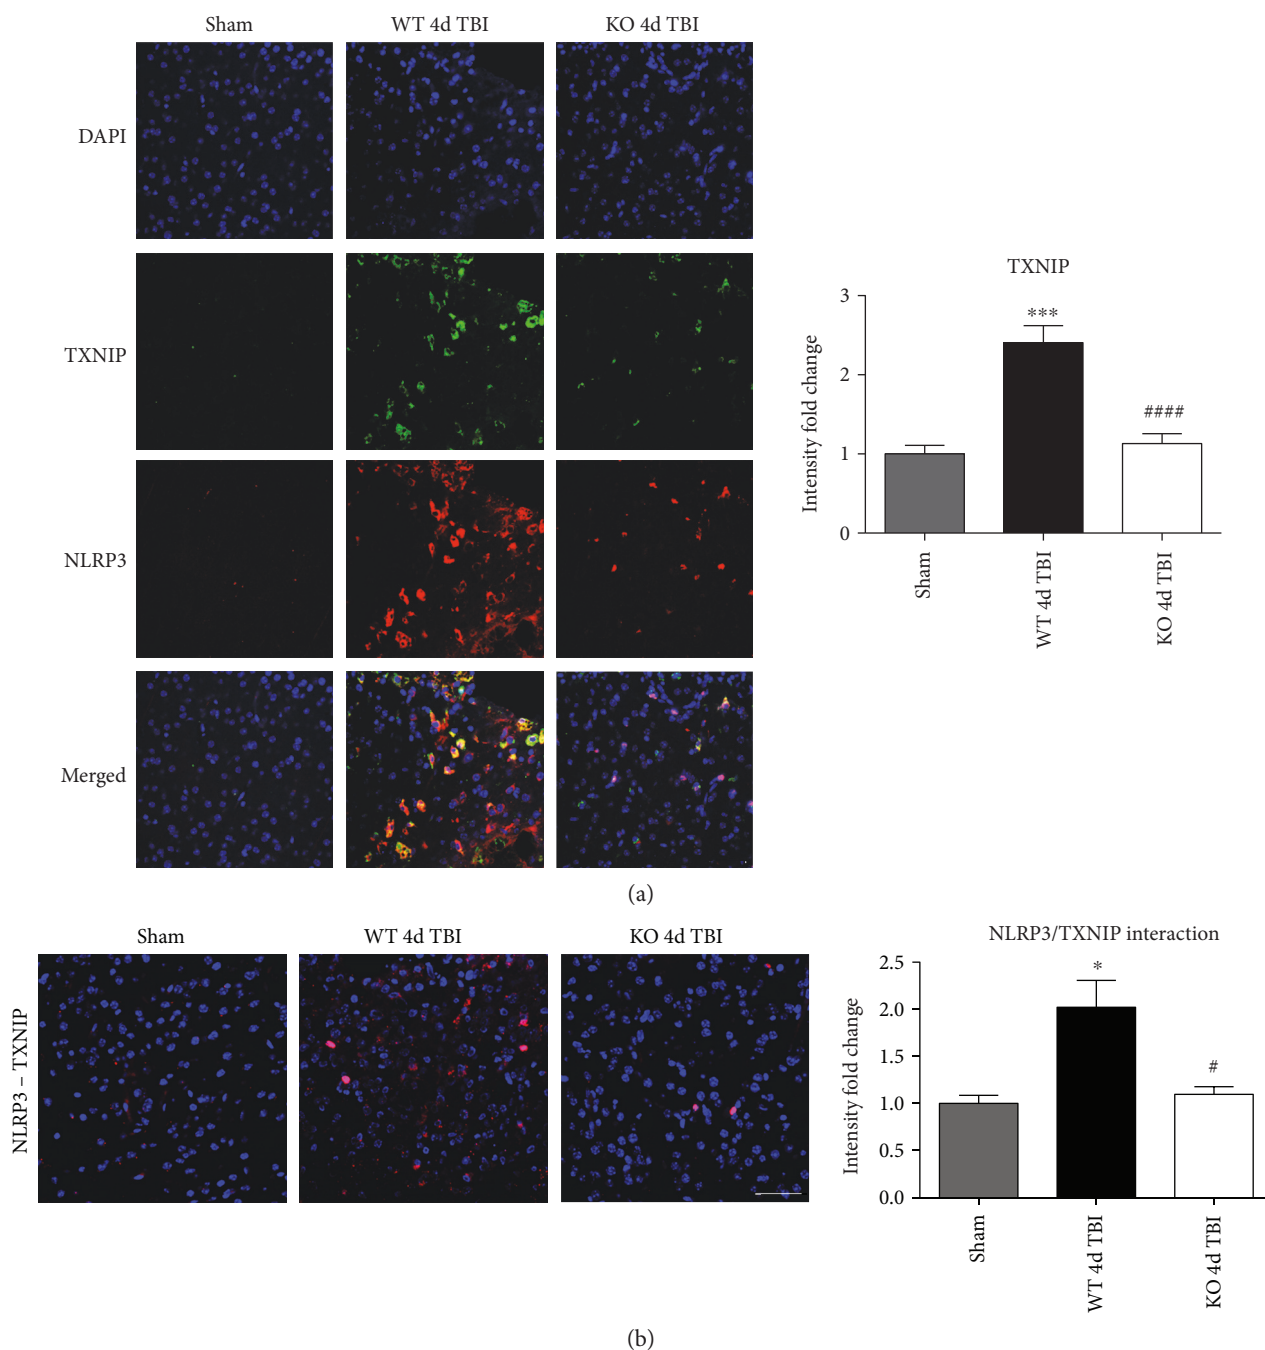 Sham WT 4d TBI KO 4d TBI
DAPI
TXNIP
NLRP3
Merged
TXNIP
Intensity fold change
3
2
1
0
***
####
Sham
WT 4d TBI
KO 4d TBI
(a)
Sham WT 4d TBI KO 4d TBI
NLRP3 – TXNIP
NLRP3/TXNIP interaction
Intensity fold change
2.5
2.0
1.5
1.0
0.5
0.0
*
#
Sham
WT 4d TBI
KO 4d TBI
(b)